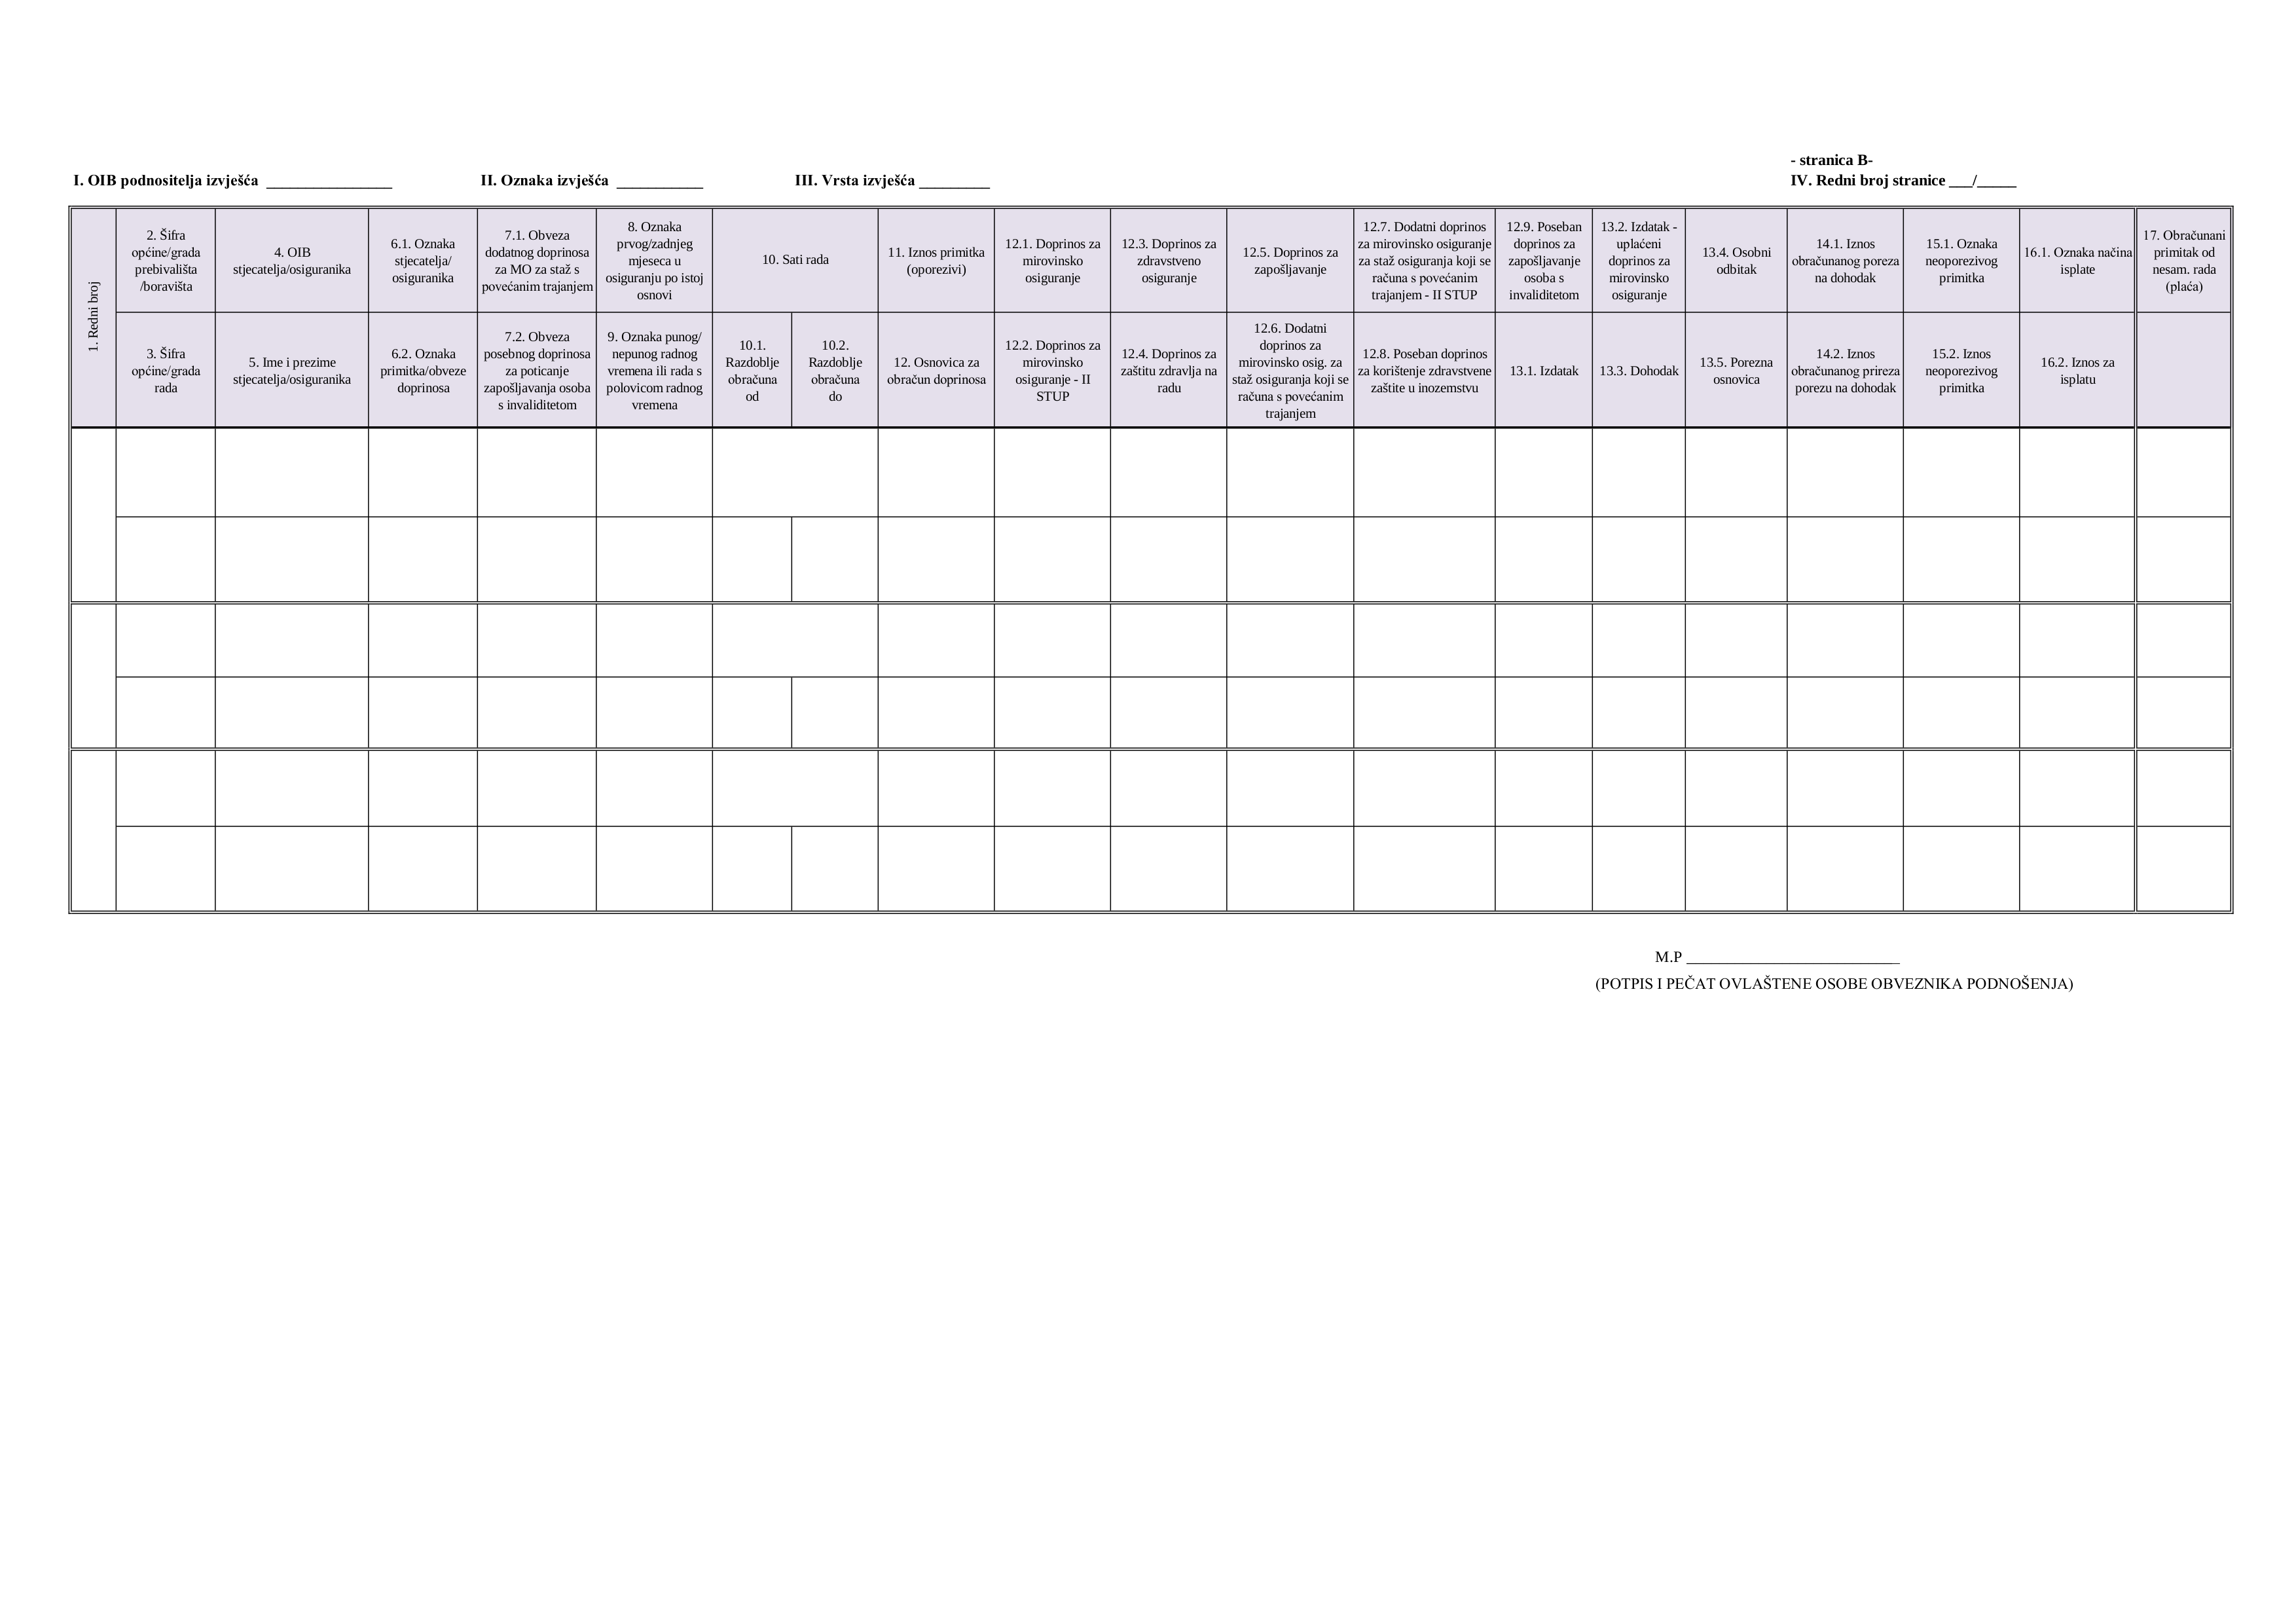 - stranica B-
I. OIB podnositelja izvješća ________________ II. Oznaka izvješća ___________ III. Vrsta izvješća _________ IV. Redni broj stranice ___/_____
1. Redni broj
2. Šifra
općine/grada
prebivališta
/boravišta
4. OIB
stjecatelja/osiguranika
6.1. Oznaka
stjecatelja/
osiguranika
7.1. Obveza
dodatnog doprinosa
za MO za staž s
povećanim trajanjem
8. Oznaka
prvog/zadnjeg
mjeseca u
osiguranju po istoj
osnovi
10. Sati rada
11. Iznos primitka
(oporezivi)
12.1. Doprinos za
mirovinsko
osiguranje
12.3. Doprinos za
zdravstveno
osiguranje
12.5. Doprinos za
zapošljavanje
12.7. Dodatni doprinos
za mirovinsko osiguranje
za staž osiguranja koji se
računa s povećanim
trajanjem - II STUP
12.9. Poseban
doprinos za
zapošljavanje
osoba s
invaliditetom
13.2. Izdatak -
uplaćeni
doprinos za
mirovinsko
osiguranje
13.4. Osobni
odbitak
14.1. Iznos
obračunanog poreza
na dohodak
15.1. Oznaka
neoporezivog
primitka
16.1. Oznaka načina
isplate
17. Obračunani
primitak od
nesam. rada
(plaća)
3. Šifra
općine/grada
rada
5. Ime i prezime
stjecatelja/osiguranika
6.2. Oznaka
primitka/obveze
doprinosa
7.2. Obveza
posebnog doprinosa
za poticanje
zapošljavanja osoba
s invaliditetom
9. Oznaka punog/
nepunog radnog
vremena ili rada s
polovicom radnog
vremena
10.1.
Razdoblje
obračuna
od
10.2.
Razdoblje
obračuna
do
12. Osnovica za
obračun doprinosa
12.2. Doprinos za
mirovinsko
osiguranje - II
STUP
12.4. Doprinos za
zaštitu zdravlja na
radu
12.6. Dodatni
doprinos za
mirovinsko osig. za
staž osiguranja koji se
računa s povećanim
trajanjem
12.8. Poseban doprinos
za korištenje zdravstvene
zaštite u inozemstvu
13.1. Izdatak
13.3. Dohodak
13.5. Porezna
osnovica
14.2. Iznos
obračunanog prireza
porezu na dohodak
15.2. Iznos
neoporezivog
primitka
16.2. Iznos za
isplatu
M.P ___________________________
(POTPIS I PEČAT OVLAŠTENE OSOBE OBVEZNIKA PODNOŠENJA)